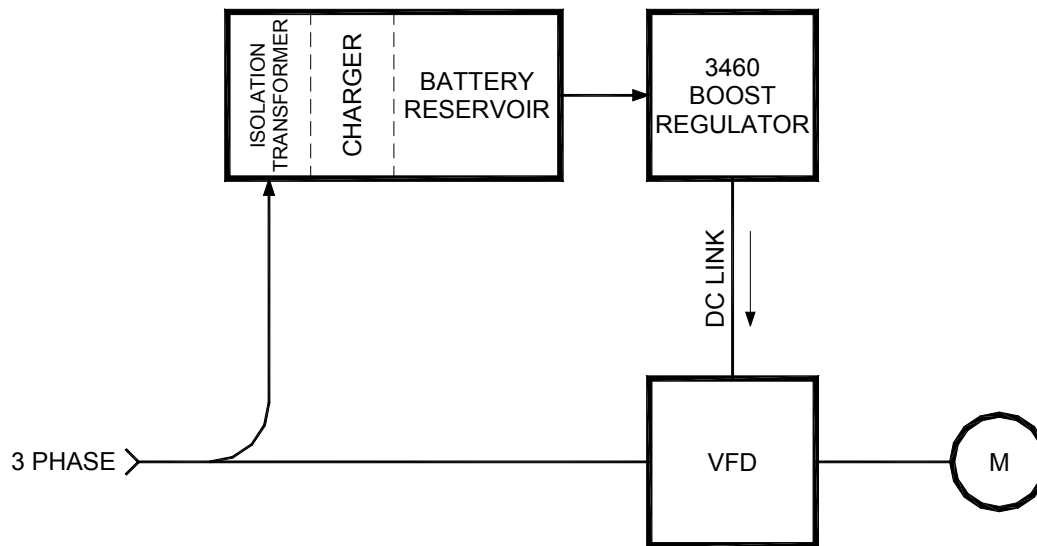 ISOLATION
TRANSFORMER
CHARGER
BATTERY
RESERVOIR
3460
BOOST
REGULATOR
DC LINK
3 PHASE
VFD
M